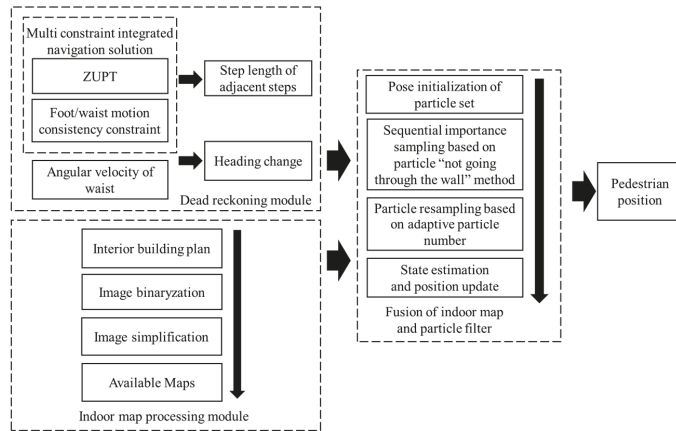 Multi constraint integrated
navigation solution
ZUPT
Foot/waist motion
consistency constraint
Angular velocity of
waist
Step length of
adjacent steps
Heading change
Dead reckoning module
Interior building plan
Image binaryzation
Image simplification
Available Maps
Indoor map processing module
Pose initialization of
particle set
Sequential importance
sampling based on
particle “not going
through the wall” method
Particle resampling based
on adaptive particle
number
State estimation
and position update
Fusion of indoor map
and particle filter
Pedestrian
position